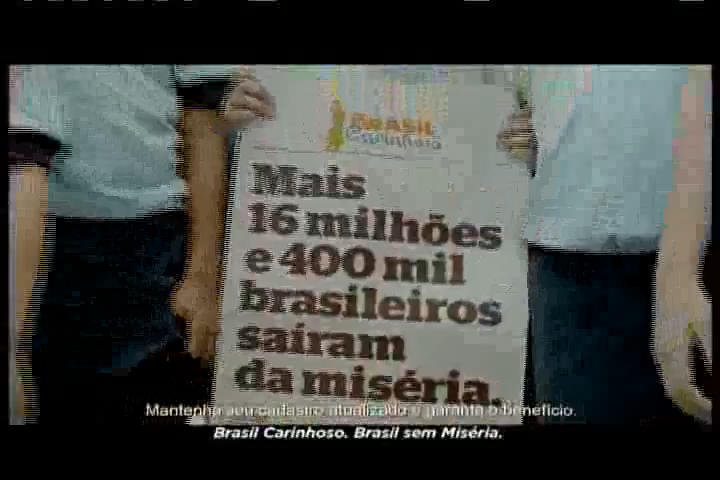 BRASIL
Carinhoso
Mais
16 milhões
e 400 mil
brasileiros
saíram
da miséria.
Mantenha seu cadastro atualizado e garanta o benefício.
Brasil Carinhoso. Brasil sem Miséria.